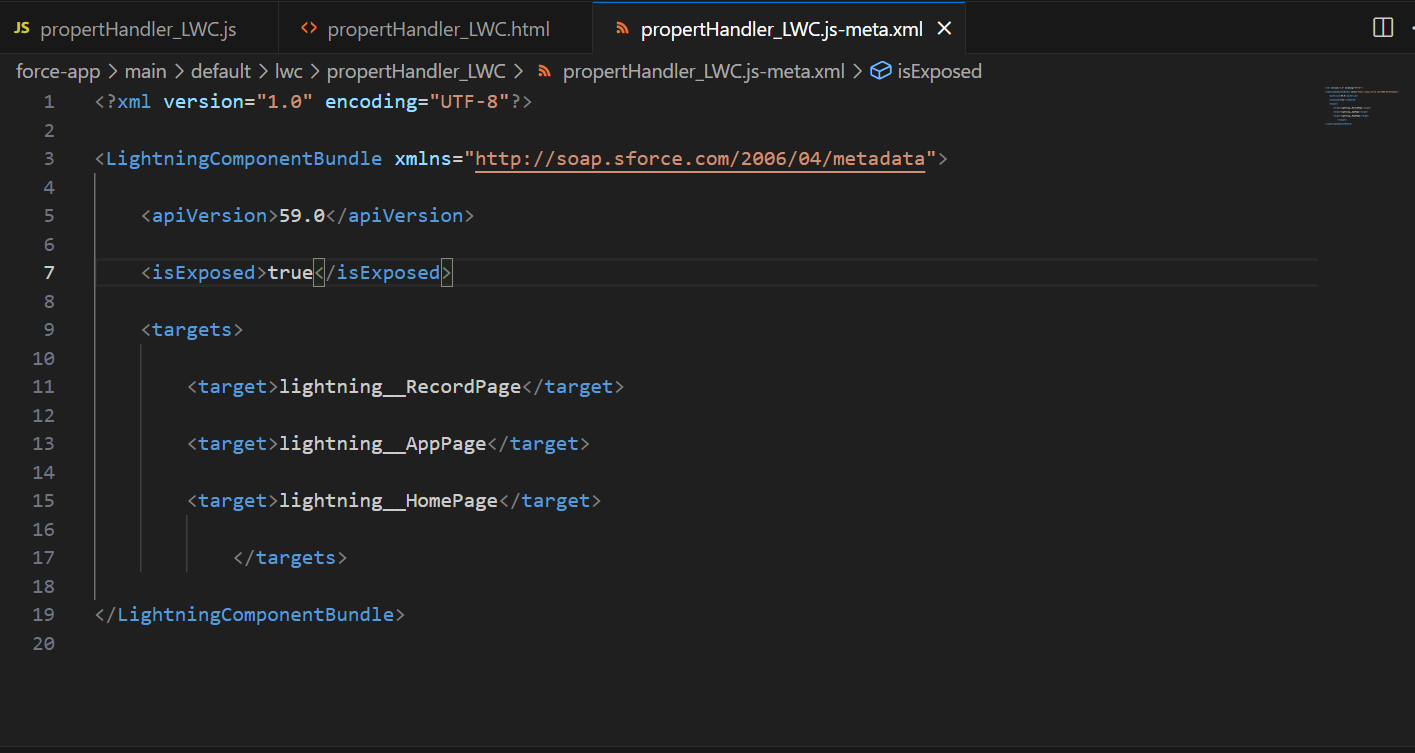 JS propertHandler_LWC.js <> propertHandler_LWC.html propertHandler_LWC.js-meta.xml
force-app > main > default > lwc > propertHandler_LWC > propertHandler_LWC.js-meta.xml > isExposed
1 <?xml version="1.0" encoding="UTF-8"?>
2
3 <LightningComponentBundle xmlns="http://soap.sforce.com/2006/04/metadata">
4
5 <apiVersion>59.0</apiVersion>
6
7 <isExposed>true</isExposed>
8
9 <targets>
10
11 <target>lightning__RecordPage</target>
12
13 <target>lightning__AppPage</target>
14
15 <target>lightning__HomePage</target>
16
17 </targets>
18
19 </LightningComponentBundle>
20